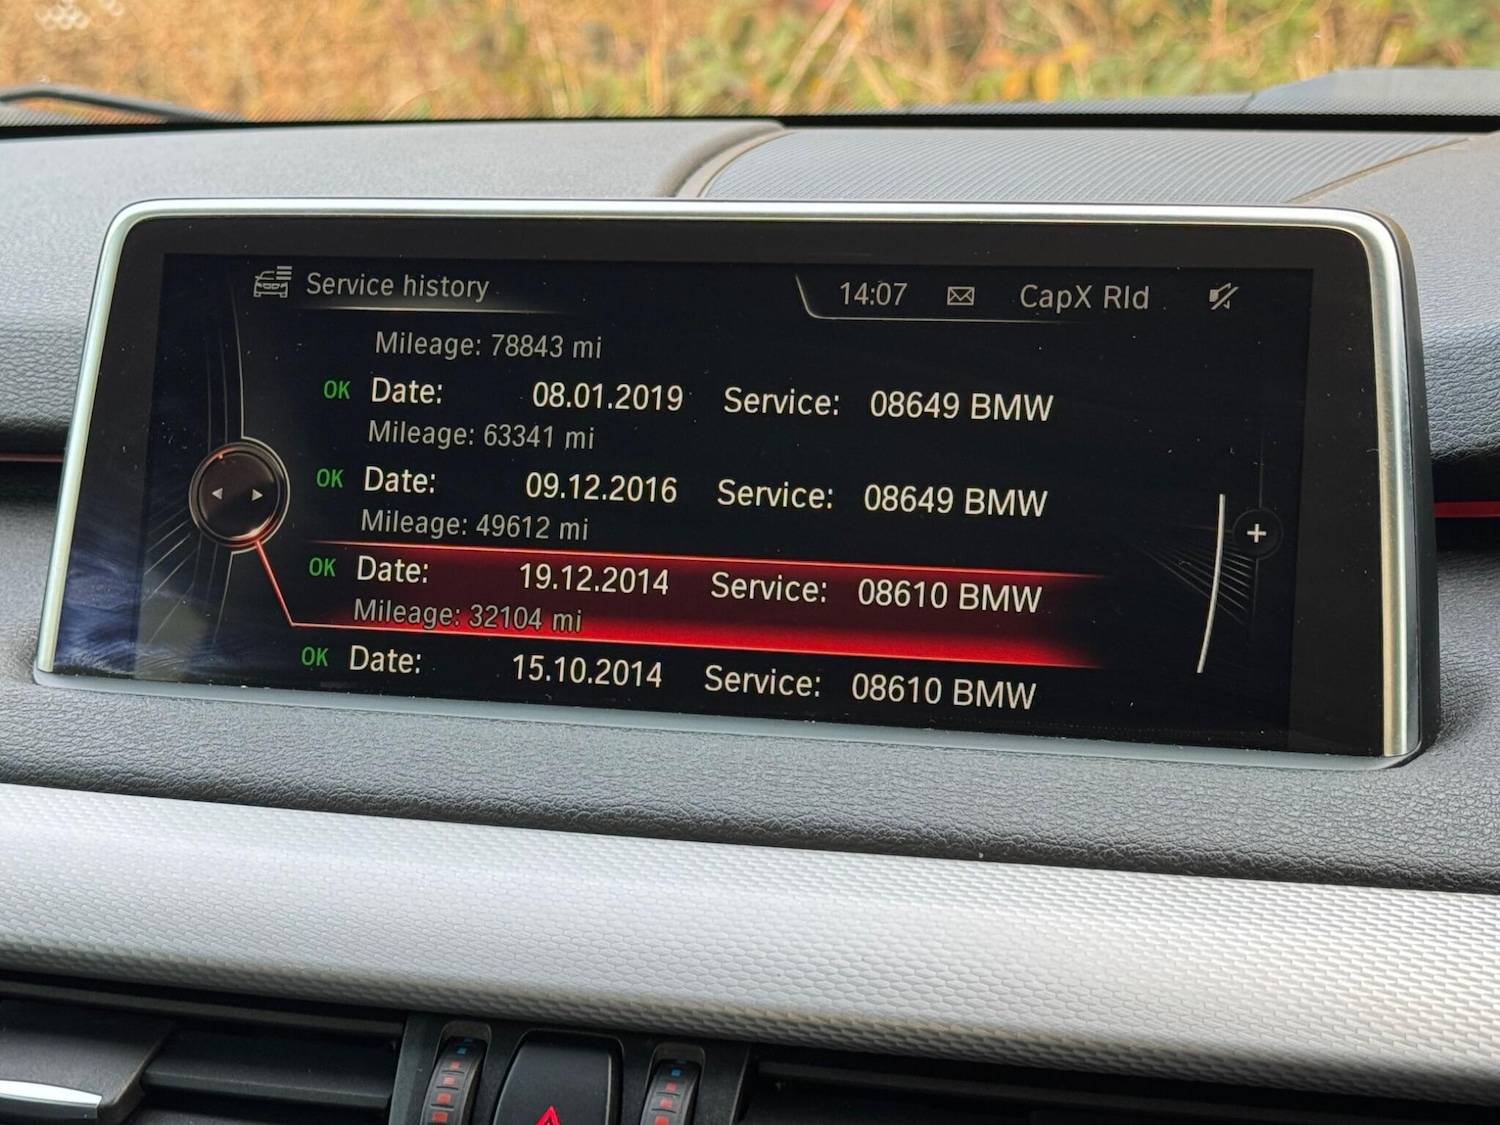 Service history 14:07 CapX Rld
Mileage: 78843 mi
OK Date: 08.01.2019 Service: 08649 BMW
Mileage: 63341 mi
OK Date: 09.12.2016 Service: 08649 BMW
Mileage: 49612 mi
OK Date: 19.12.2014 Service: 08610 BMW
Mileage: 32104 mi
OK Date: 15.10.2014 Service: 08610 BMW